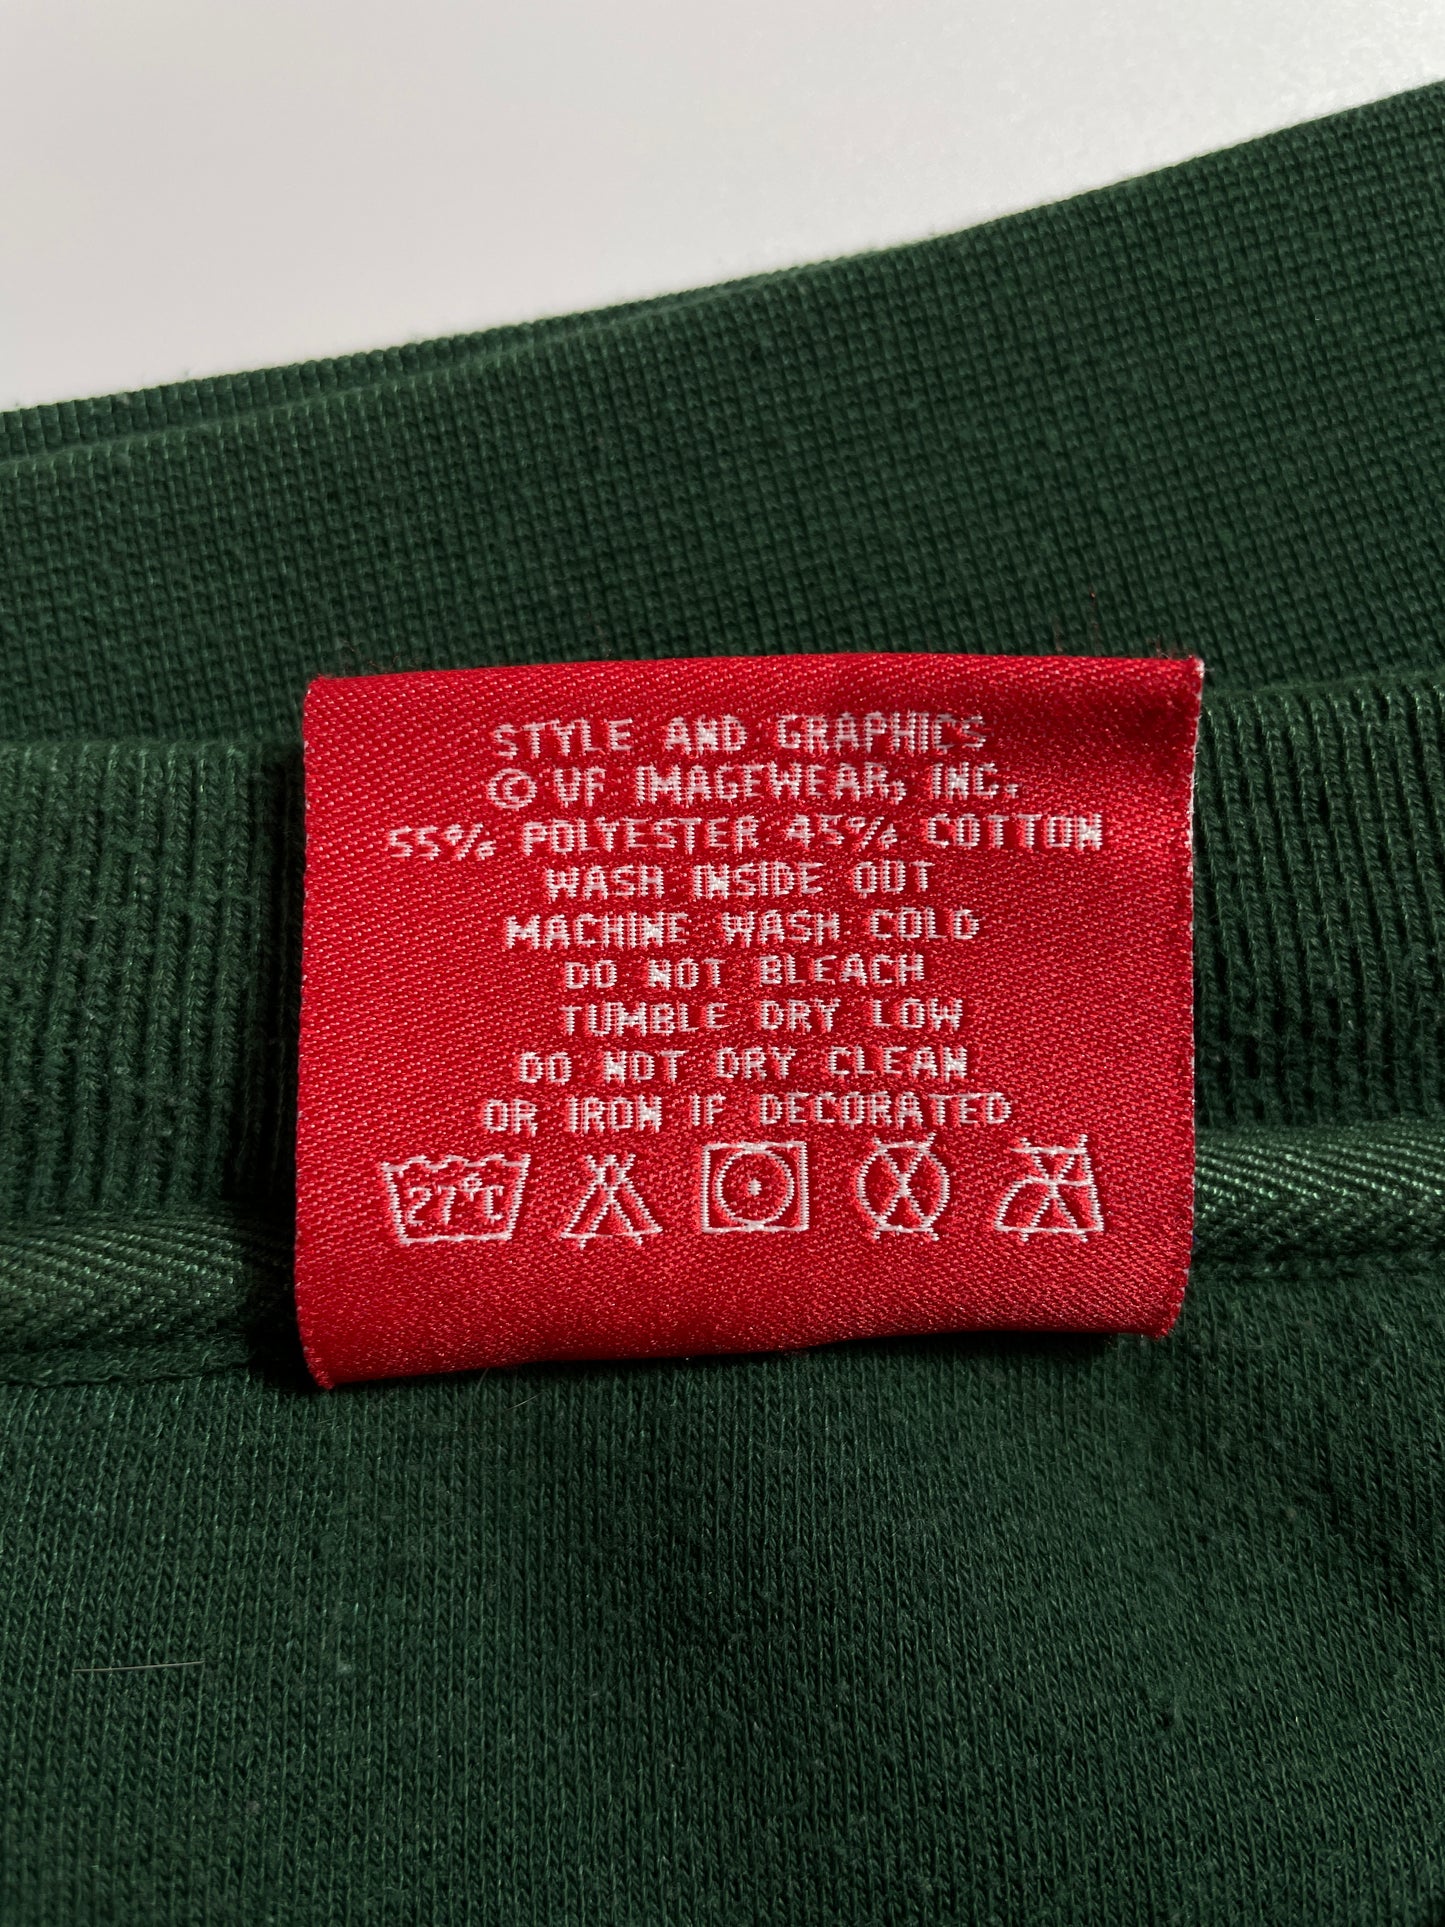 STYLE AND GRAPHICS
© VF IMAGEWEAR, INC.
55% POLYESTER 45% COTTON
WASH INSIDE OUT
MACHINE WASH COLD
DO NOT BLEACH
TUMBLE DRY LOW
DO NOT DRY CLEAN
OR IRON IF DECORATED
27°C